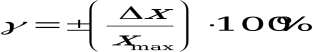 γ = ± ( Δx / x_max ) · 100%